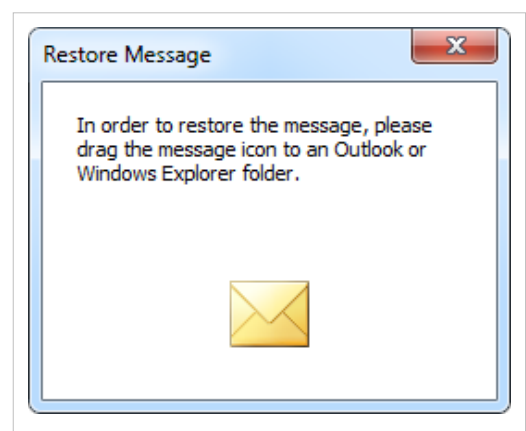 Restore Message
In order to restore the message, please
drag the message icon to an Outlook or
Windows Explorer folder.